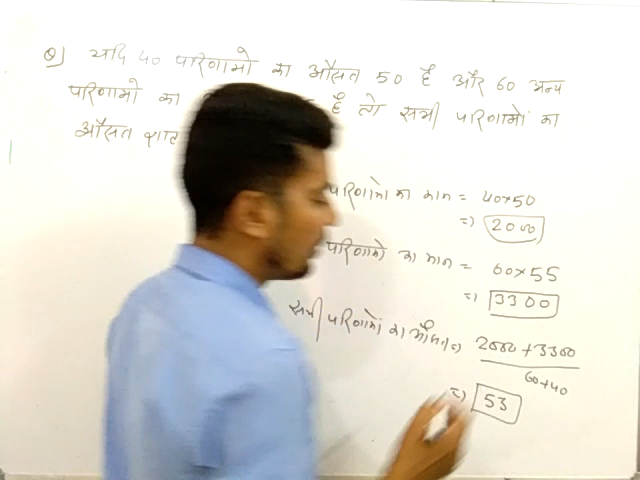 Q) यदि 40 परिणामो का औसत 50 है और 60 अन्य
परिणामो का है तो सभी परिणामों का
औसत ज्ञात
परिणामो का मान = 40×50
=) 2000
परिणामो का मान = 60×55
=) 3300
सभी परिणामों का औसत =) 2000 + 3300
60+40
=) 53